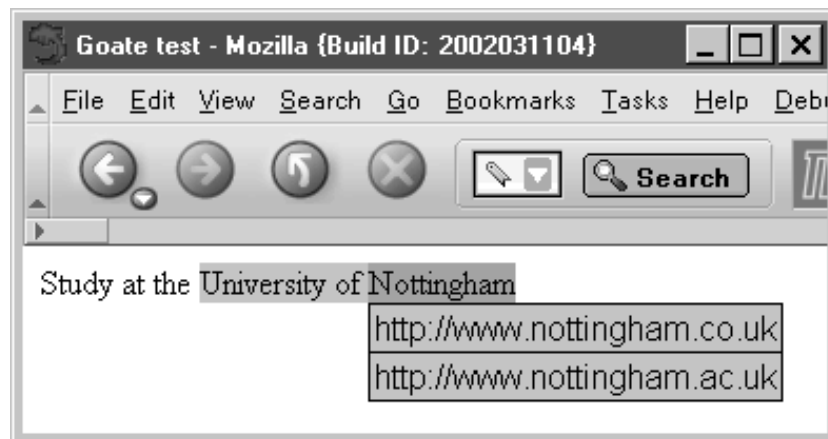 Goate test - Mozilla {Build ID: 2002031104}
File Edit View Search Go Bookmarks Tasks Help Debu
Search
Study at the University of Nottingham
http://www.nottingham.co.uk
http://www.nottingham.ac.uk